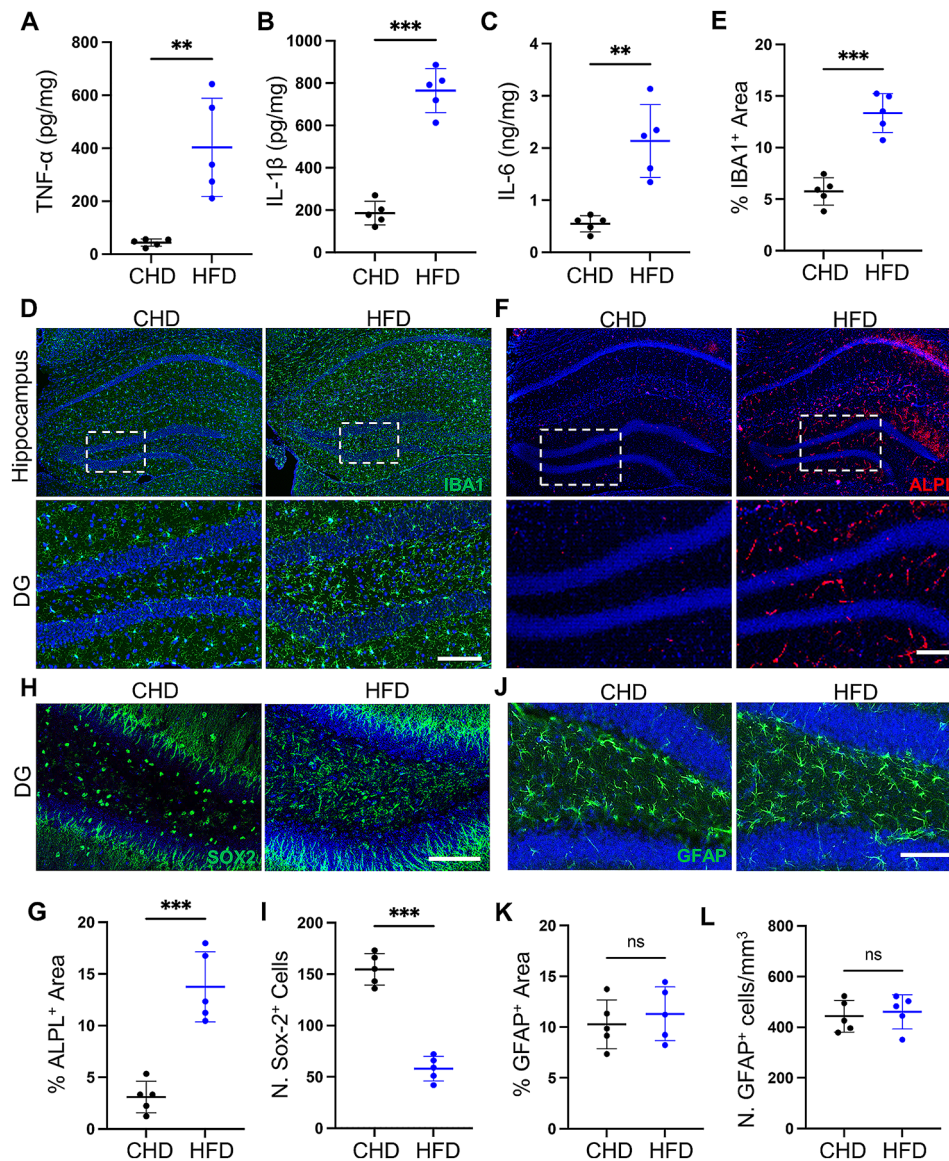 A
TNF-α (pg/mg)
600
800
400
200
0
**
CHD HFD
B
IL-1β (pg/mg)
1000
800
600
400
200
0
***
CHD HFD
C
IL-6 (ng/mg)
4
3
2
1
0
**
CHD HFD
E
% IBA1+ Area
20
15
10
5
0
***
CHD HFD
D
CHD HFD
Hippocampus
IBA1
DG
F
CHD HFD
ALPL
H
CHD HFD
DG
SOX2
J
CHD HFD
GFAP
G
% ALPL+ Area
20
15
10
5
0
***
CHD HFD
I
N. Sox-2+ Cells
200
150
100
50
0
***
CHD HFD
K
% GFAP+ Area
20
15
10
5
0
ns
CHD HFD
L
N. GFAP+ cells/mm³
800
600
400
200
0
ns
CHD HFD